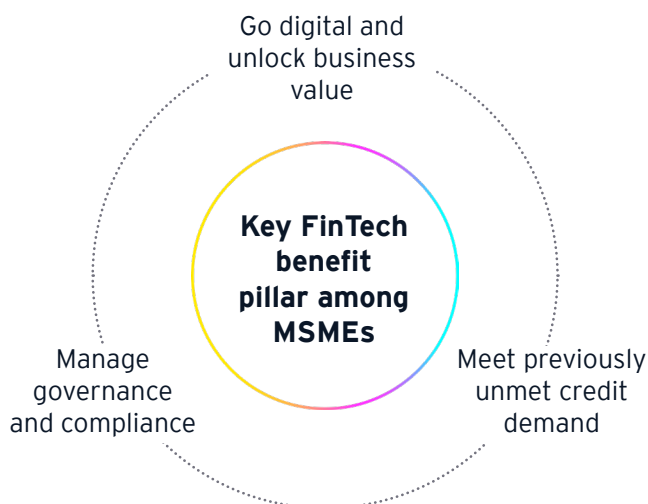 Go digital and
unlock business
value
Key FinTech
benefit
pillar among
MSMEs
Manage
governance
and compliance
Meet previously
unmet credit
demand